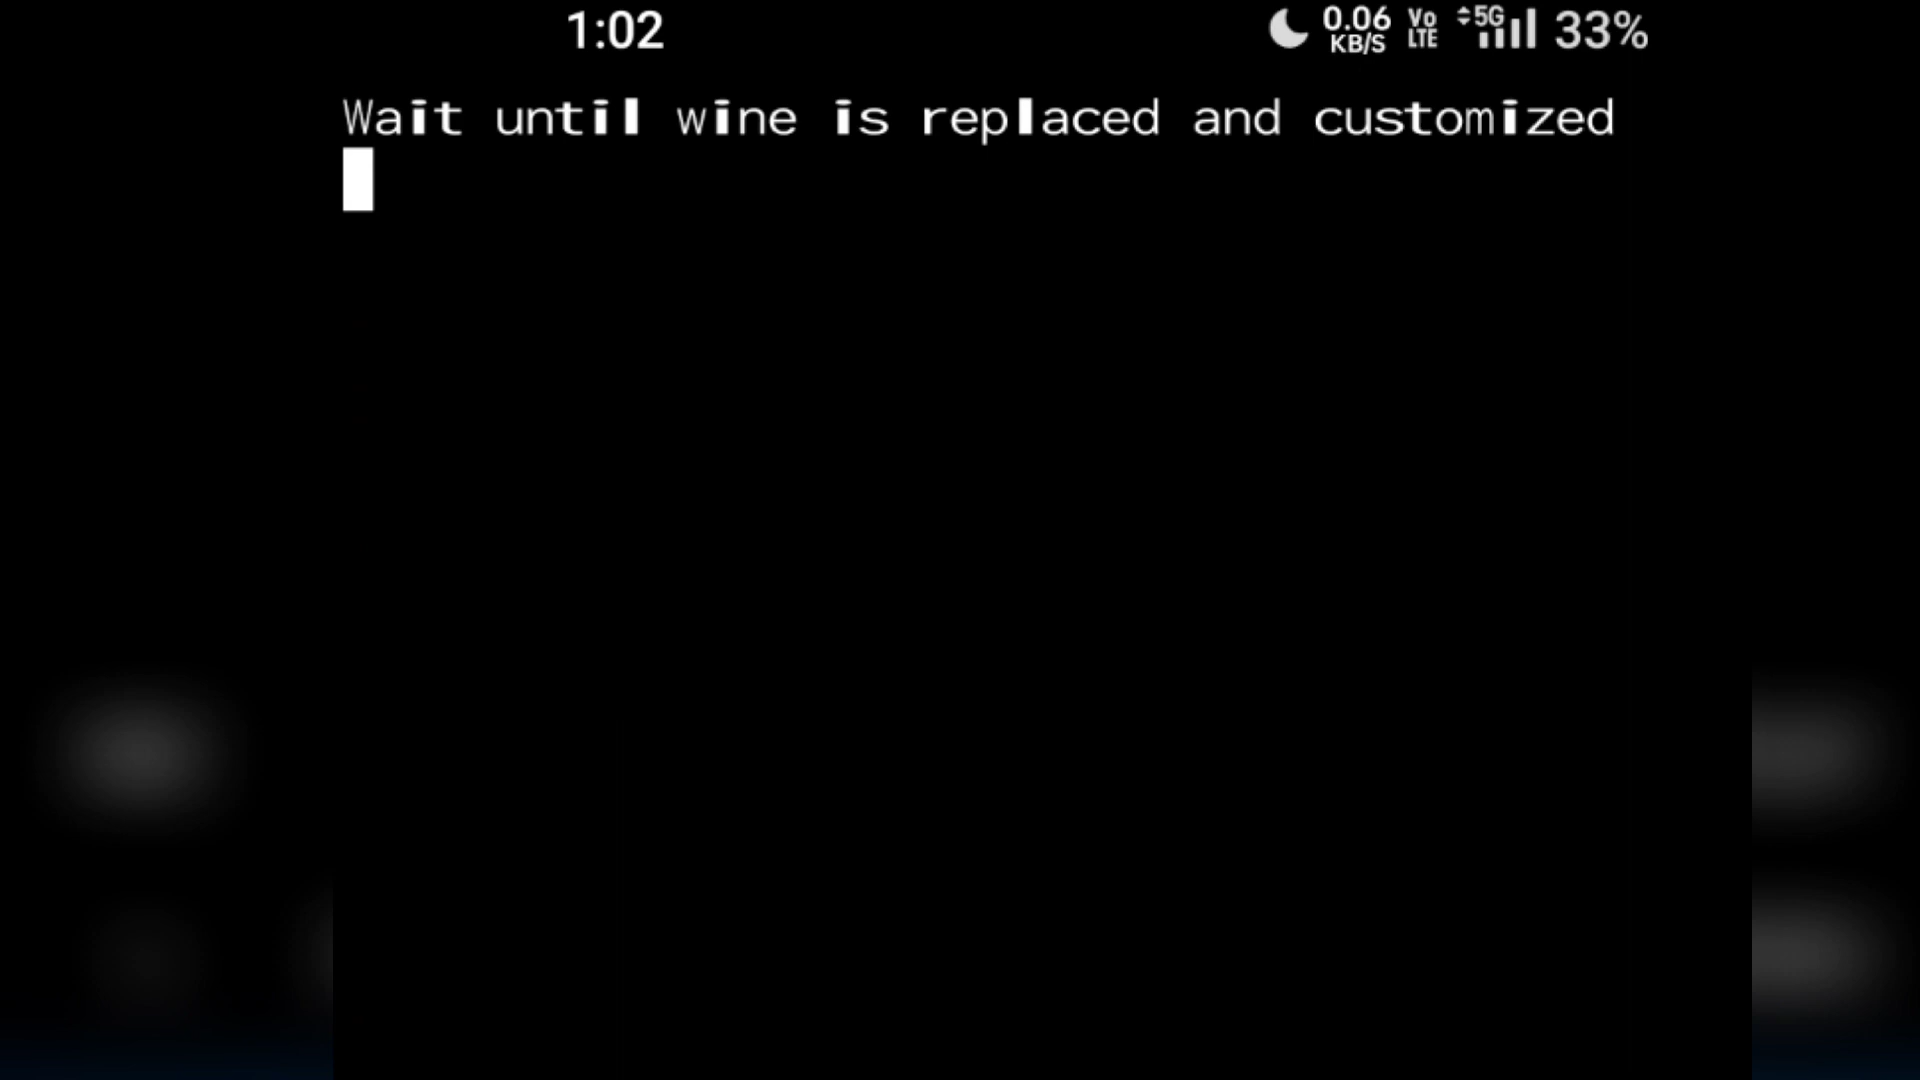 1:02 0.06 KB/S Vo LTE 5G 33%
Wait until wine is replaced and customized